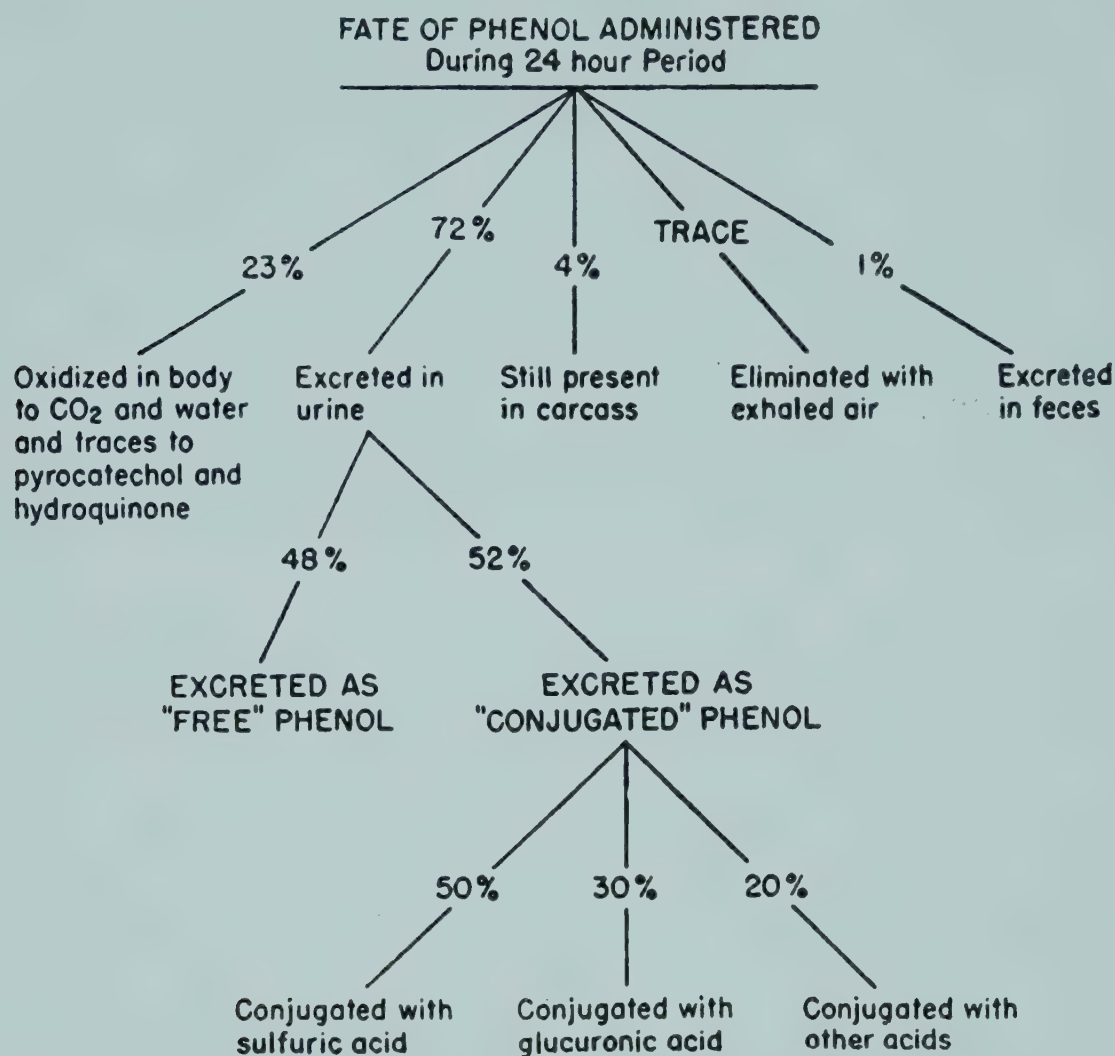 FATE OF PHENOL ADMINISTERED
During 24 hour Period
72%
TRACE
23%
4%
1%
Oxidized in body
to CO₂ and water
and traces to
pyrocatechol and
hydroquinone
Excreted in
urine
Still present
in carcass
Eliminated with
exhaled air
Excreted
in feces
48%
52%
EXCRETED AS
"FREE" PHENOL
EXCRETED AS
"CONJUGATED" PHENOL
50%
30%
20%
Conjugated with
sulfuric acid
Conjugated with
glucuronic acid
Conjugated with
other acids